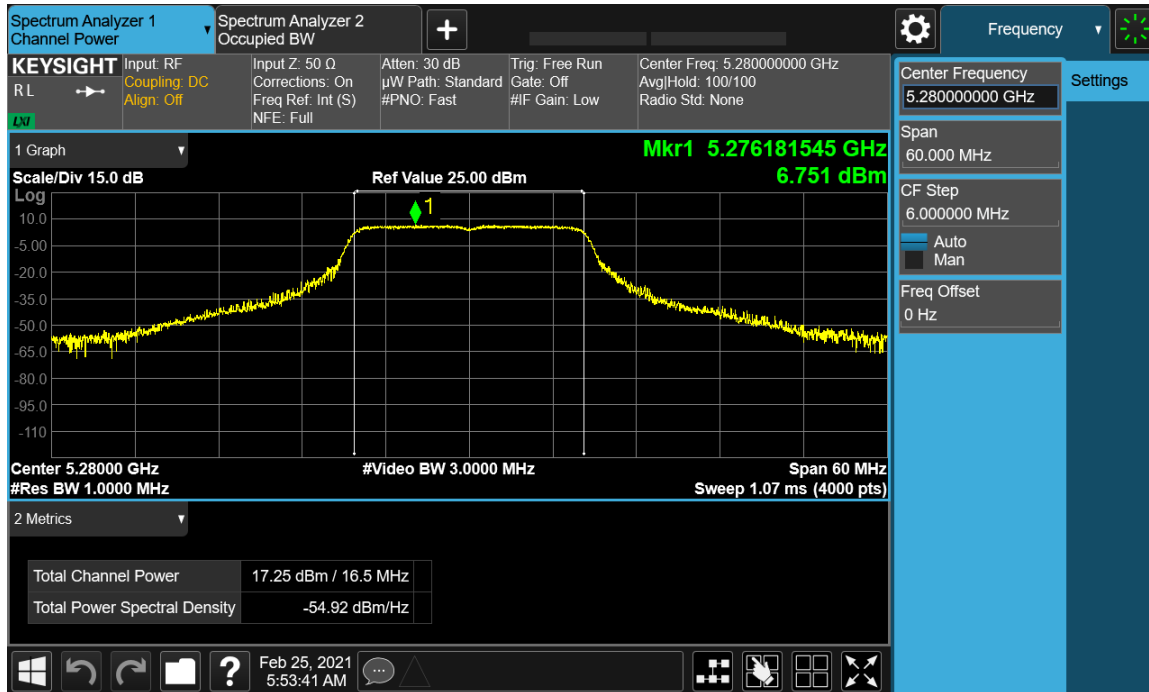 Spectrum Analyzer 1
Channel Power
Spectrum Analyzer 2
Occupied BW
+
Frequency
KEYSIGHT
R L
LXI
Input: RF
Coupling: DC
Align: Off
Input Z: 50 Ω
Corrections: On
Freq Ref: Int (S)
NFE: Full
Atten: 30 dB
µW Path: Standard
#PNO: Fast
Trig: Free Run
Gate: Off
#IF Gain: Low
Center Freq: 5.280000000 GHz
Avg|Hold: 100/100
Radio Std: None
Center Frequency
5.280000000 GHz
Settings
Span
60.000 MHz
CF Step
6.000000 MHz
Auto
Man
Freq Offset
0 Hz
1 Graph
Mkr1 5.276181545 GHz
6.751 dBm
Scale/Div 15.0 dB
Ref Value 25.00 dBm
Log
1
10.0
-5.00
-20.0
-35.0
-50.0
-65.0
-80.0
-95.0
-110
Center 5.28000 GHz
#Video BW 3.0000 MHz
Span 60 MHz
#Res BW 1.0000 MHz
Sweep 1.07 ms (4000 pts)
2 Metrics
Total Channel Power 17.25 dBm / 16.5 MHz
Total Power Spectral Density -54.92 dBm/Hz
?
Feb 25, 2021
5:53:41 AM